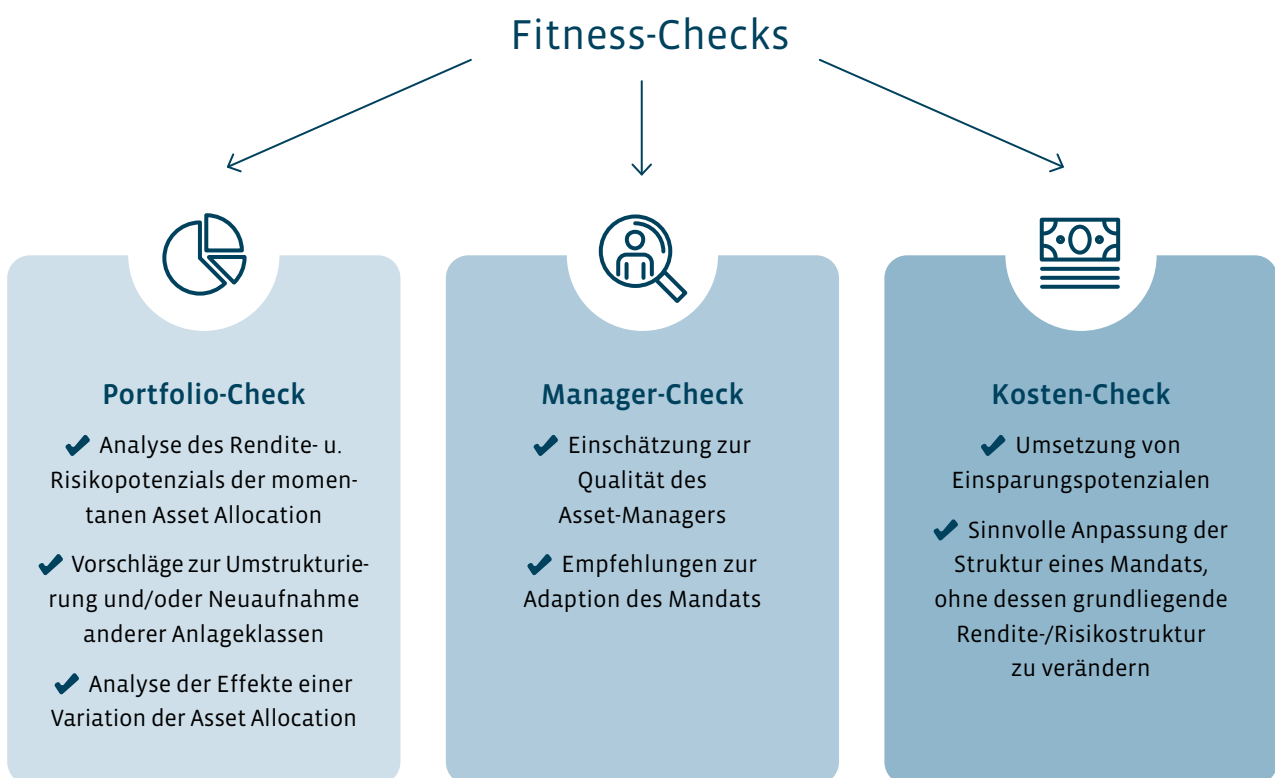 Fitness-Checks
Portfolio-Check
✔ Analyse des Rendite- u.
Risikopotenzials der momen-
tanen Asset Allocation
✔ Vorschläge zur Umstrukturie-
rung und/oder Neuaufnahme
anderer Anlageklassen
✔ Analyse der Effekte einer
Variation der Asset Allocation
Manager-Check
✔ Einschätzung zur
Qualität des
Asset-Managers
✔ Empfehlungen zur
Adaption des Mandats
Kosten-Check
✔ Umsetzung von
Einsparungspotenzialen
✔ Sinnvolle Anpassung der
Struktur eines Mandats,
ohne dessen grundliegende
Rendite-/Risikostruktur
zu verändern